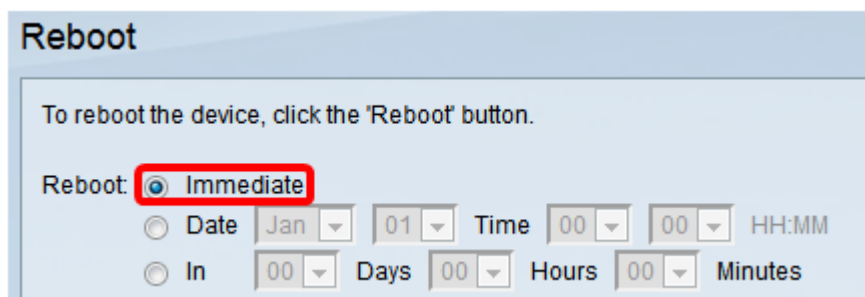 Reboot
To reboot the device, click the 'Reboot' button.
Reboot: Immediate
Date Jan 01 Time 00 00 HH:MM
In 00 Days 00 Hours 00 Minutes